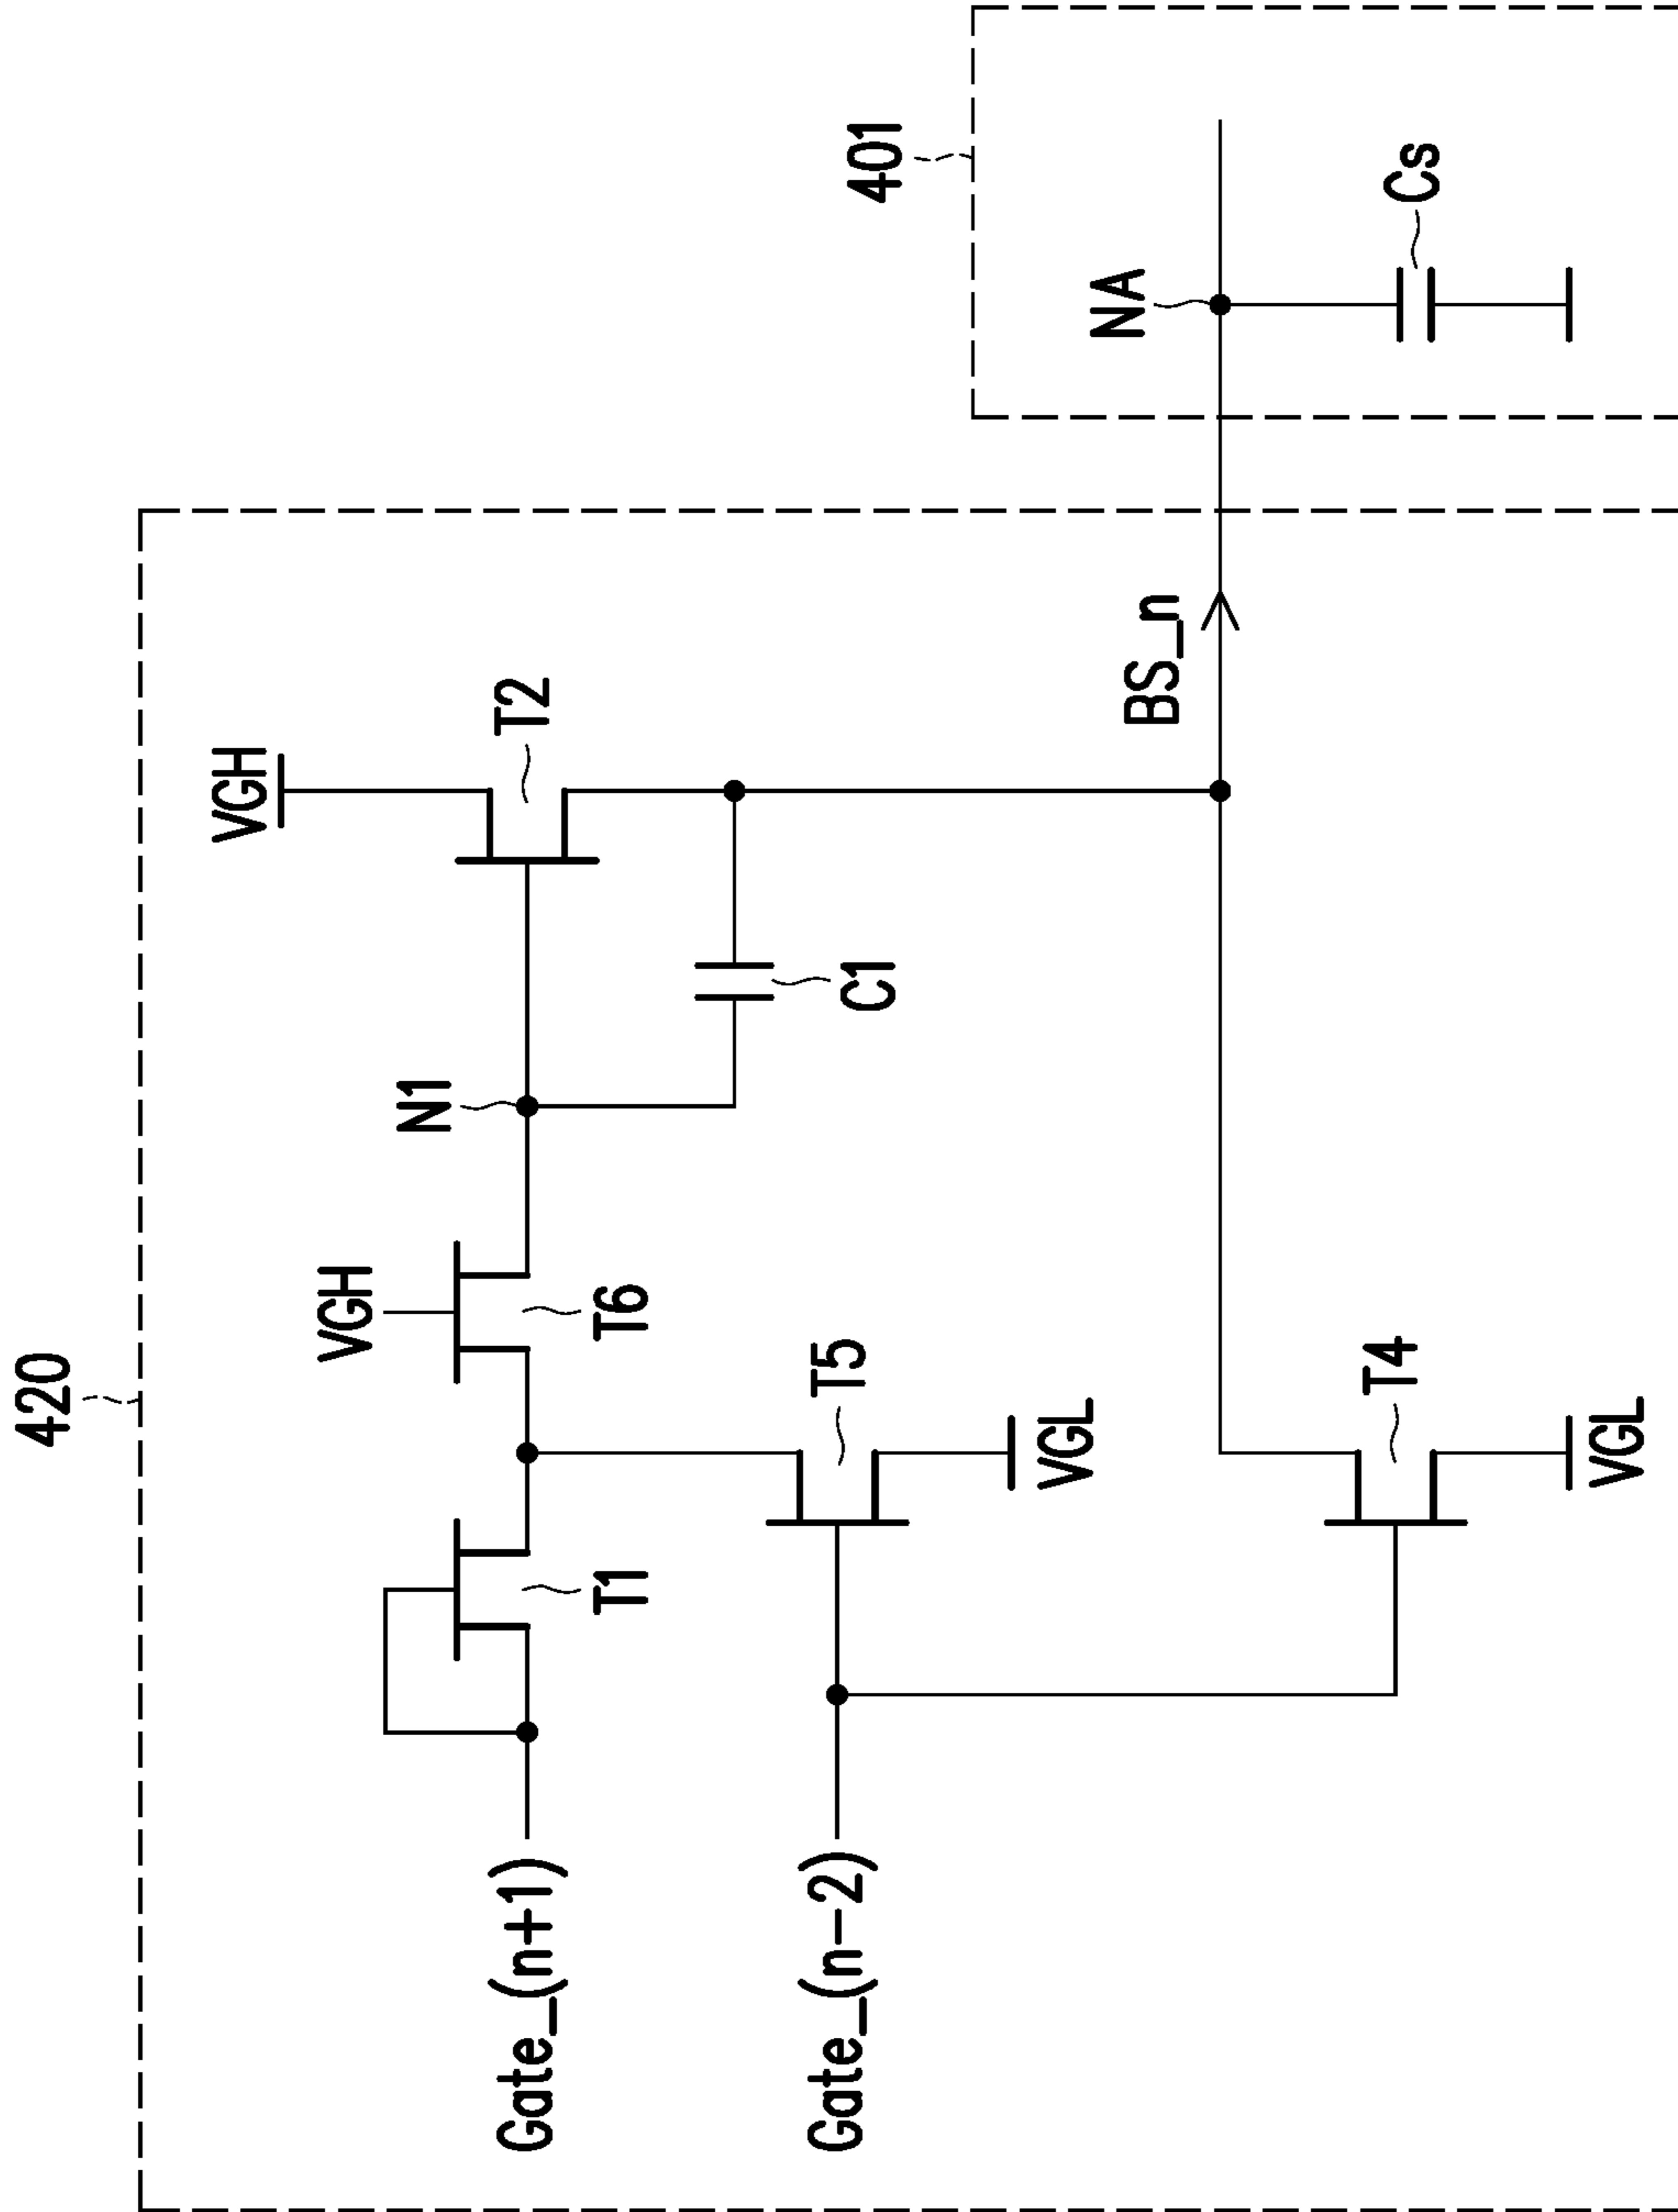 420
401
VGH
T2
VGH
N1
T6
T1
C1
Gate_(n+1)
T5
VGL
Gate_(n-2)
BS_n
NA
Cs
T4
VGL